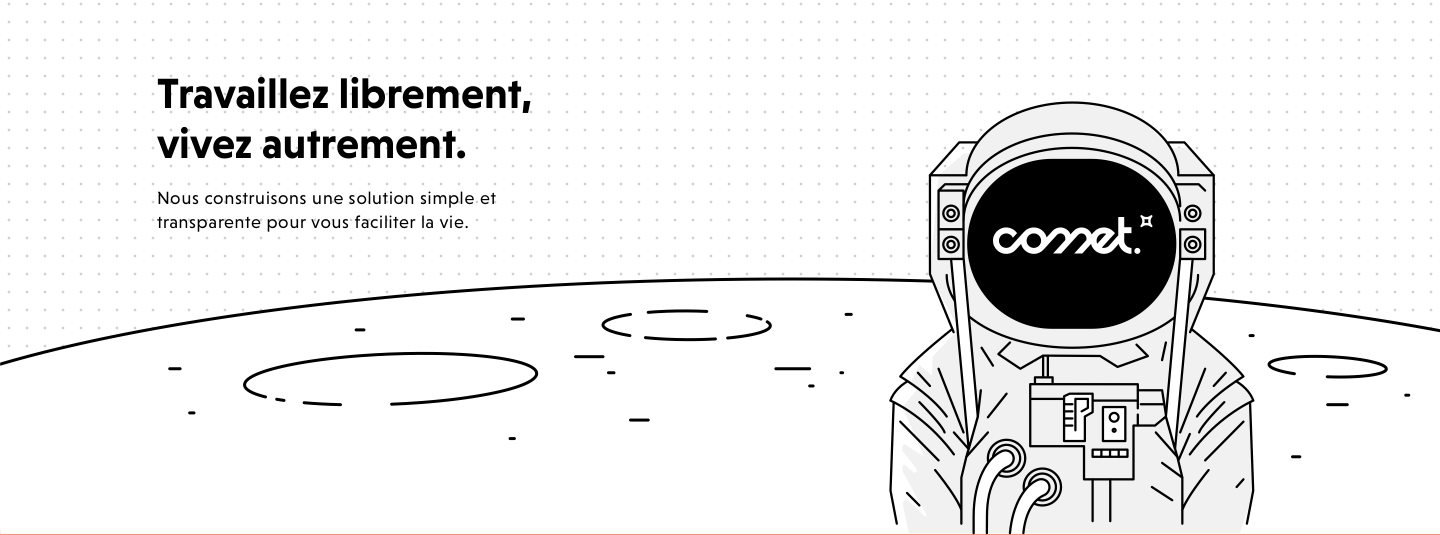 Travaillez librement,
vivez autrement.
Nous construisons une solution simple et
transparente pour vous faciliter la vie.
comet.